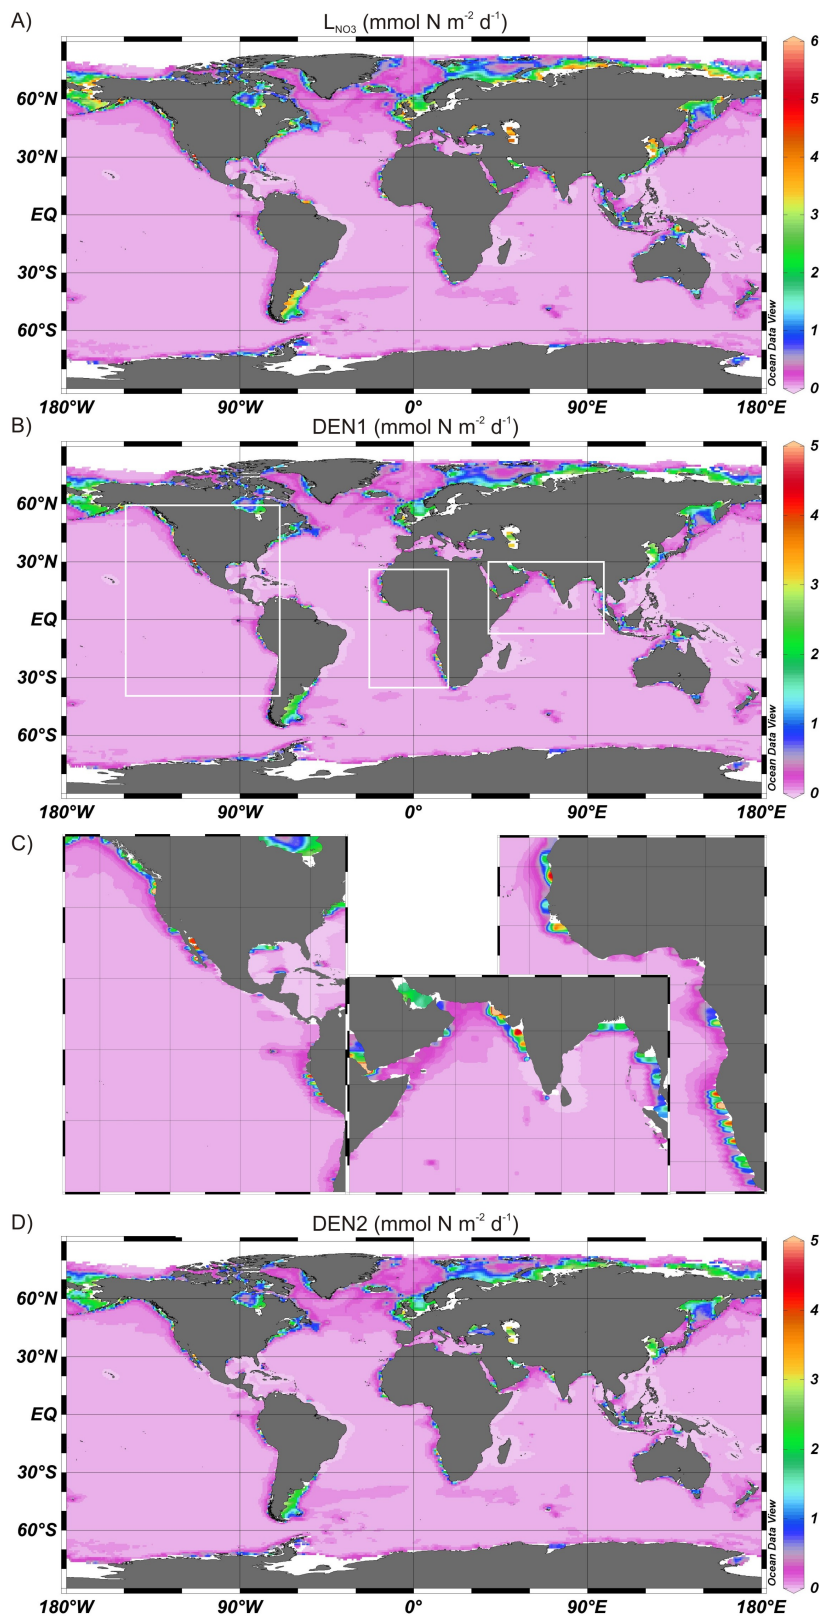 A) L_NO3 (mmol N m⁻² d⁻¹)
6
5
4
3
2
1
0
60°N
30°N
EQ
30°S
60°S
Ocean Data View
180°W 90°W 0° 90°E 180°E
B) DEN1 (mmol N m⁻² d⁻¹)
5
4
3
2
1
0
60°N
30°N
EQ
30°S
60°S
Ocean Data View
180°W 90°W 0° 90°E 180°E
C)
D) DEN2 (mmol N m⁻² d⁻¹)
5
4
3
2
1
0
60°N
30°N
EQ
30°S
60°S
Ocean Data View
180°W 90°W 0° 90°E 180°E